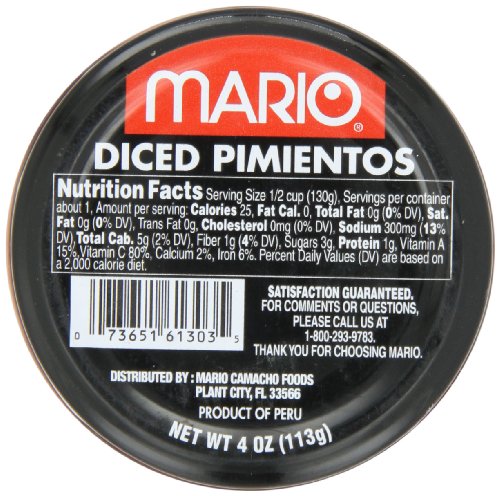 MARIO®
DICED PIMIENTOS
Nutrition Facts Serving Size 1/2 cup (130g), Servings per container
about 1, Amount per serving: Calories 25, Fat Cal. 0, Total Fat 0g (0% DV), Sat.
Fat 0g (0% DV), Trans Fat 0g, Cholesterol 0mg (0% DV), Sodium 300mg (13%
DV), Total Cab. 5g (2% DV), Fiber 1g (4% DV), Sugars 3g, Protein 1g, Vitamin A
15%, Vitamin C 80%, Calcium 2%, Iron 6%. Percent Daily Values (DV) are based on
a 2,000 calorie diet.
0 73651 61303 5
SATISFACTION GUARANTEED.
FOR COMMENTS OR QUESTIONS,
PLEASE CALL US AT
1-800-293-9783.
THANK YOU FOR CHOOSING MARIO.
DISTRIBUTED BY : MARIO CAMACHO FOODS
PLANT CITY, FL 33566
PRODUCT OF PERU
NET WT 4 OZ (113g)